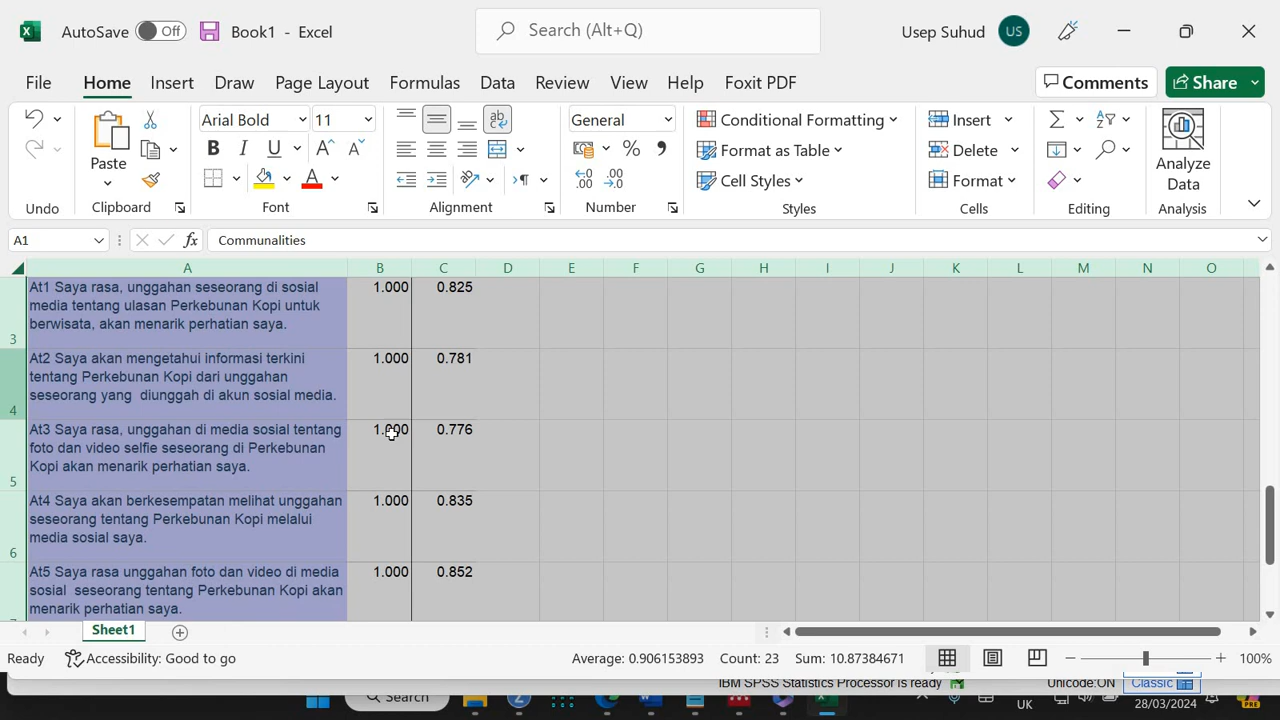 AutoSave Off Book1 - Excel Search (Alt+Q) Usep Suhud US
File Home Insert Draw Page Layout Formulas Data Review View Help Foxit PDF Comments Share
Paste
Undo
Clipboard
Arial Bold 11
Font
Alignment
General
Number
Conditional Formatting
Format as Table
Cell Styles
Styles
Insert
Delete
Format
Cells
Editing
Analyze
Data
Analysis
A1 fx Communalities
A B C D E F G H I J K L M N O
At1 Saya rasa, unggahan seseorang di sosial 1.000 0.825
media tentang ulasan Perkebunan Kopi untuk
3 berwisata, akan menarik perhatian saya.
At2 Saya akan mengetahui informasi terkini 1.000 0.781
tentang Perkebunan Kopi dari unggahan
4 seseorang yang diunggah di akun sosial media.
At3 Saya rasa, unggahan di media sosial tentang 1.000 0.776
foto dan video selfie seseorang di Perkebunan
5 Kopi akan menarik perhatian saya.
At4 Saya akan berkesempatan melihat unggahan 1.000 0.835
seseorang tentang Perkebunan Kopi melalui
6 media sosial saya.
At5 Saya rasa unggahan foto dan video di media 1.000 0.852
sosial seseorang tentang Perkebunan Kopi akan
menarik perhatian saya.
Sheet1
Ready Accessibility: Good to go Average: 0.906153893 Count: 23 Sum: 10.87384671 100%
IBM SPSS Statistics Processor is ready Unicode:ON Classic
Search UK 28/03/2024 PRE